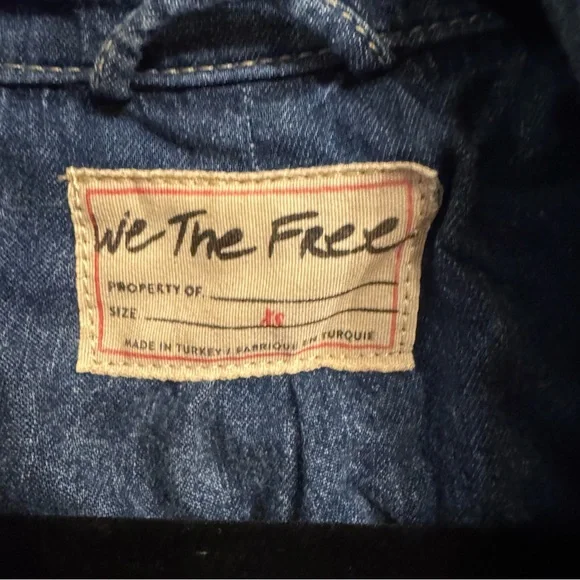 We The Free
PROPERTY OF
SIZE XS
MADE IN TURKEY / FABRIQUE EN TURQUIE